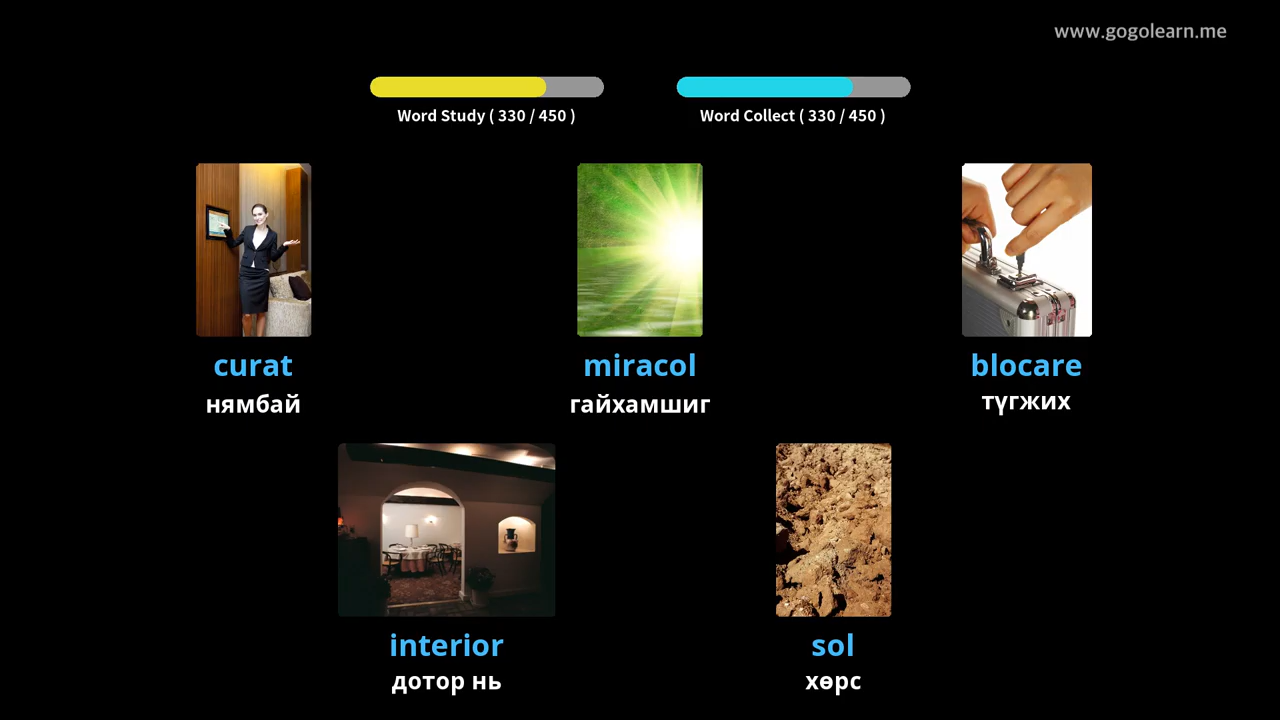 www.gogolearn.me
Word Study ( 330 / 450 )
Word Collect ( 330 / 450 )
curat
нямбай
miracol
гайхамшиг
blocare
түгжих
interior
дотор нь
sol
хөрс